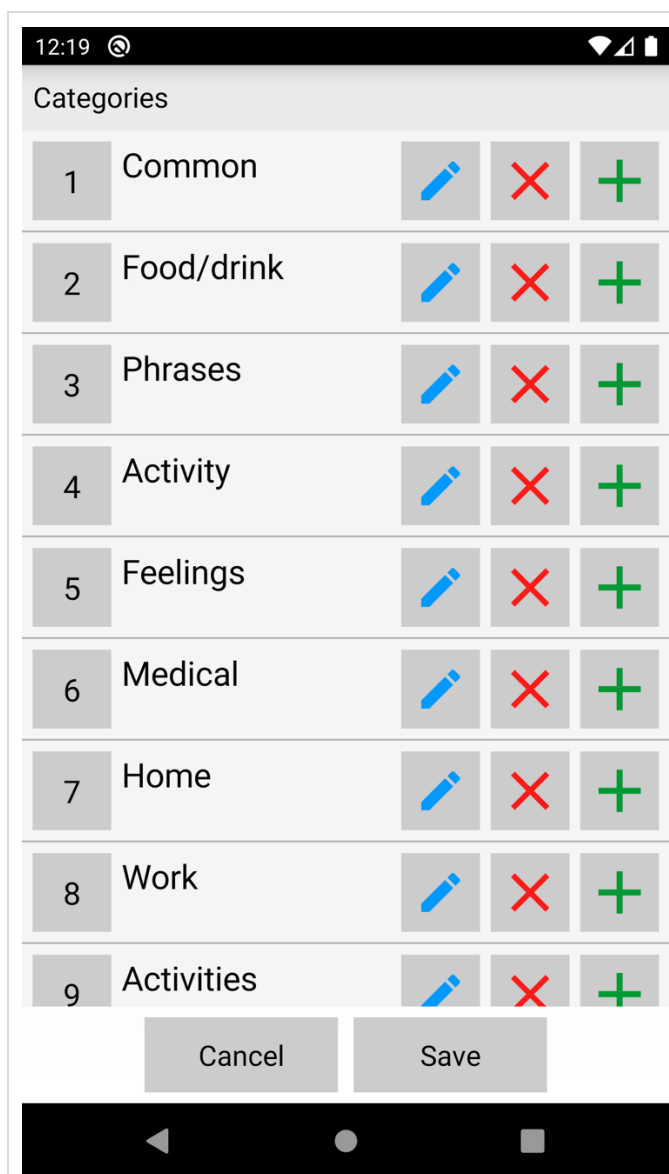 12:19
Categories
1 Common
2 Food/drink
3 Phrases
4 Activity
5 Feelings
6 Medical
7 Home
8 Work
9 Activities
Cancel Save